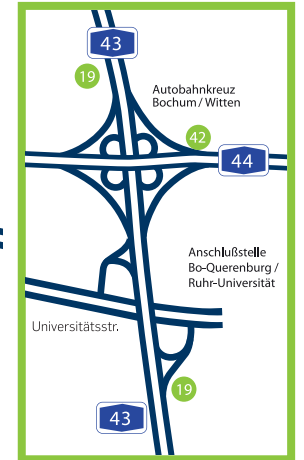 43
19
Autobahnkreuz
Bochum / Witten
42
44
Anschlußstelle
Bo-Querenburg /
Ruhr-Universität
Universitätsstr.
19
43